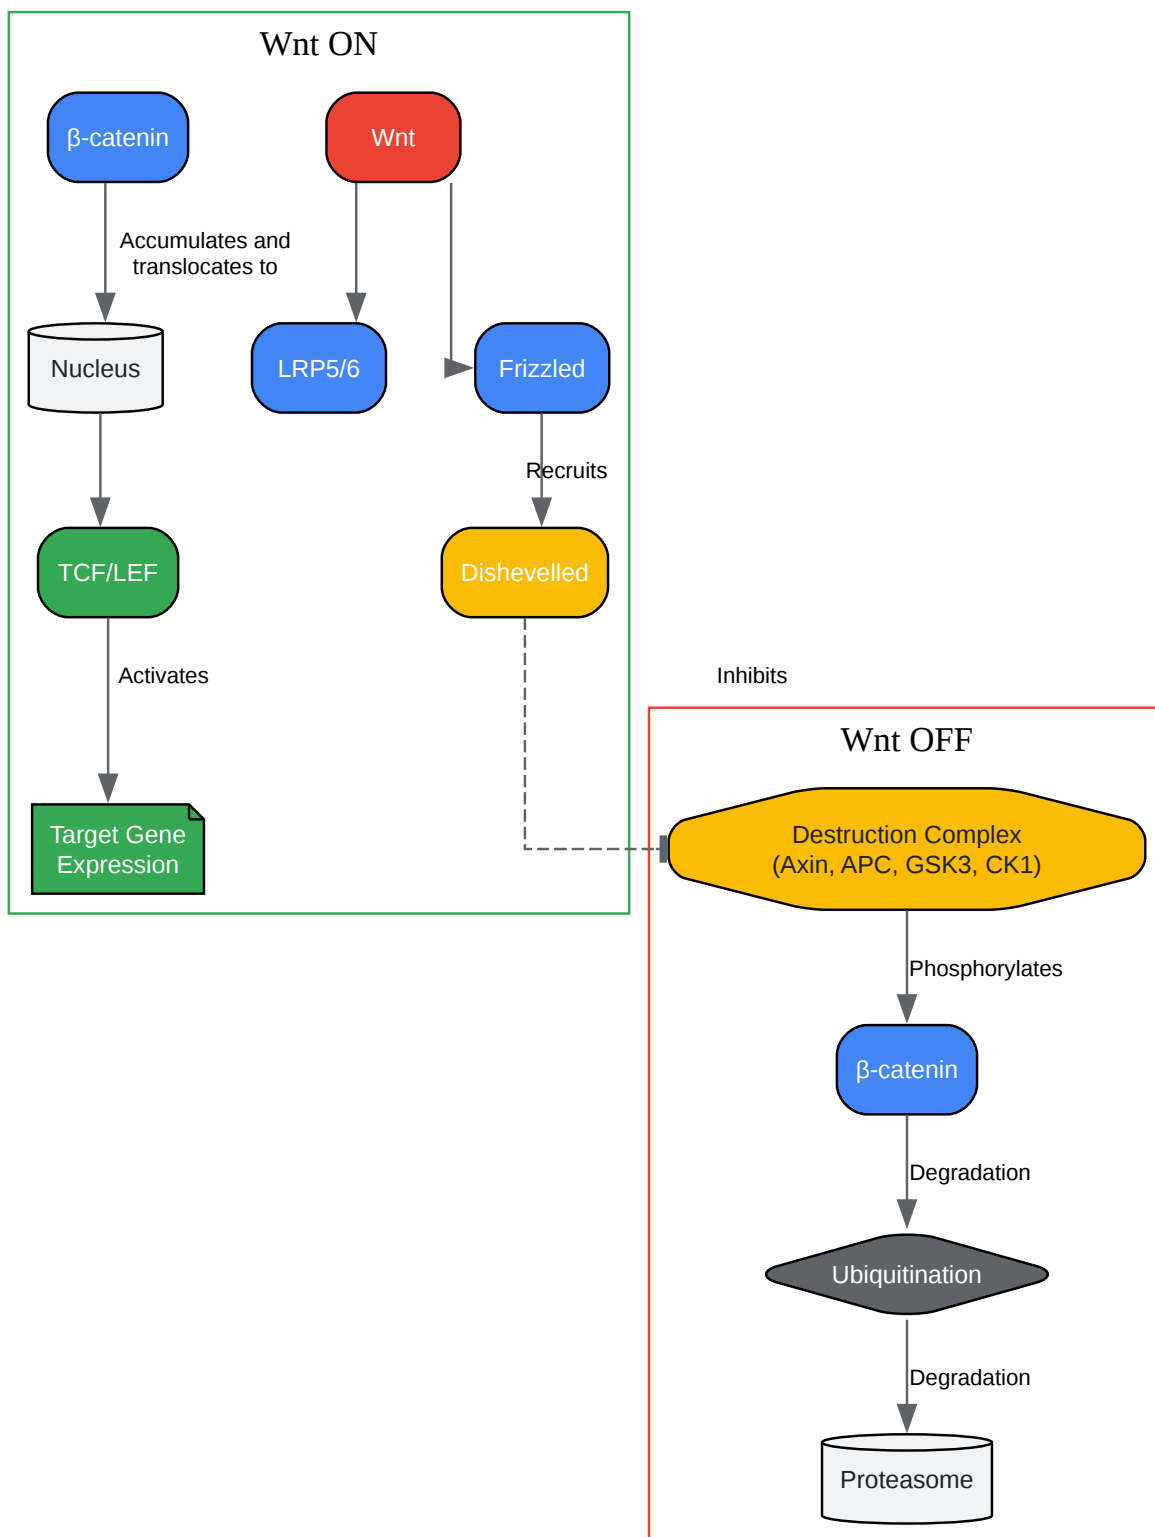 Wnt ON
β-catenin
Wnt
Accumulates and
translocates to
Nucleus
LRP5/6
Frizzled
Recruits
TCF/LEF
Dishevelled
Activates
Inhibits
Target Gene
Expression
Wnt OFF
Destruction Complex
(Axin, APC, GSK3, CK1)
Phosphorylates
β-catenin
Degradation
Ubiquitination
Degradation
Proteasome